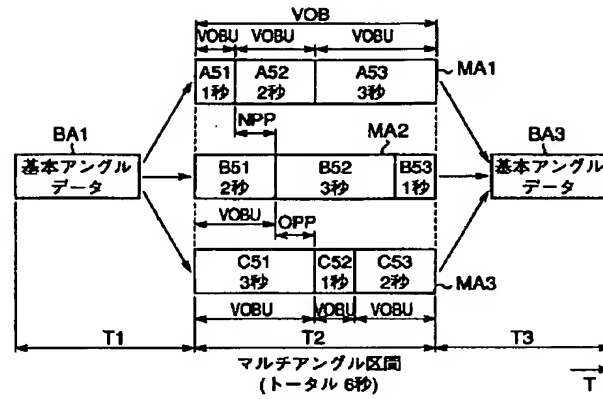 VOB
VOBU VOBU VOBU
A51 A52 A53
1秒 2秒 3秒
MA1
NPP
MA2
BA1
BA3
基本アングル
データ
B51 B52 B53
2秒 3秒 1秒
基本アングル
データ
VOBU
OPP
C51 C52 C53
3秒 1秒 2秒
MA3
VOBU VOBU VOBU
T1 T2 T3
マルチアングル区間
(トータル 6秒)
T